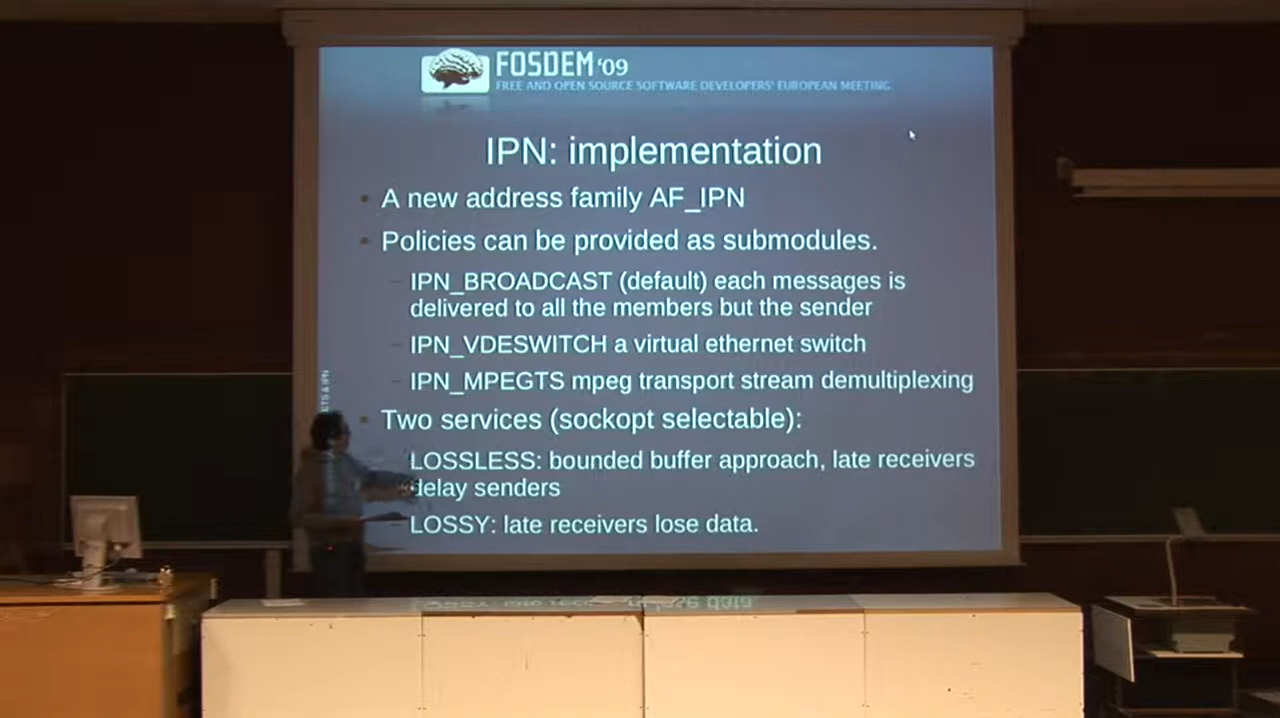 FOSDEM '09
FREE AND OPEN SOURCE SOFTWARE DEVELOPERS' EUROPEAN MEETING
IPN: implementation
A new address family AF_IPN
Policies can be provided as submodules.
IPN_BROADCAST (default) each messages is
delivered to all the members but the sender
IPN_VDESWITCH a virtual ethernet switch
IPN_MPEGTS mpeg transport stream demultiplexing
Two services (sockopt selectable):
LOSSLESS: bounded buffer approach, late receivers
delay senders
LOSSY: late receivers lose data.
& IPN